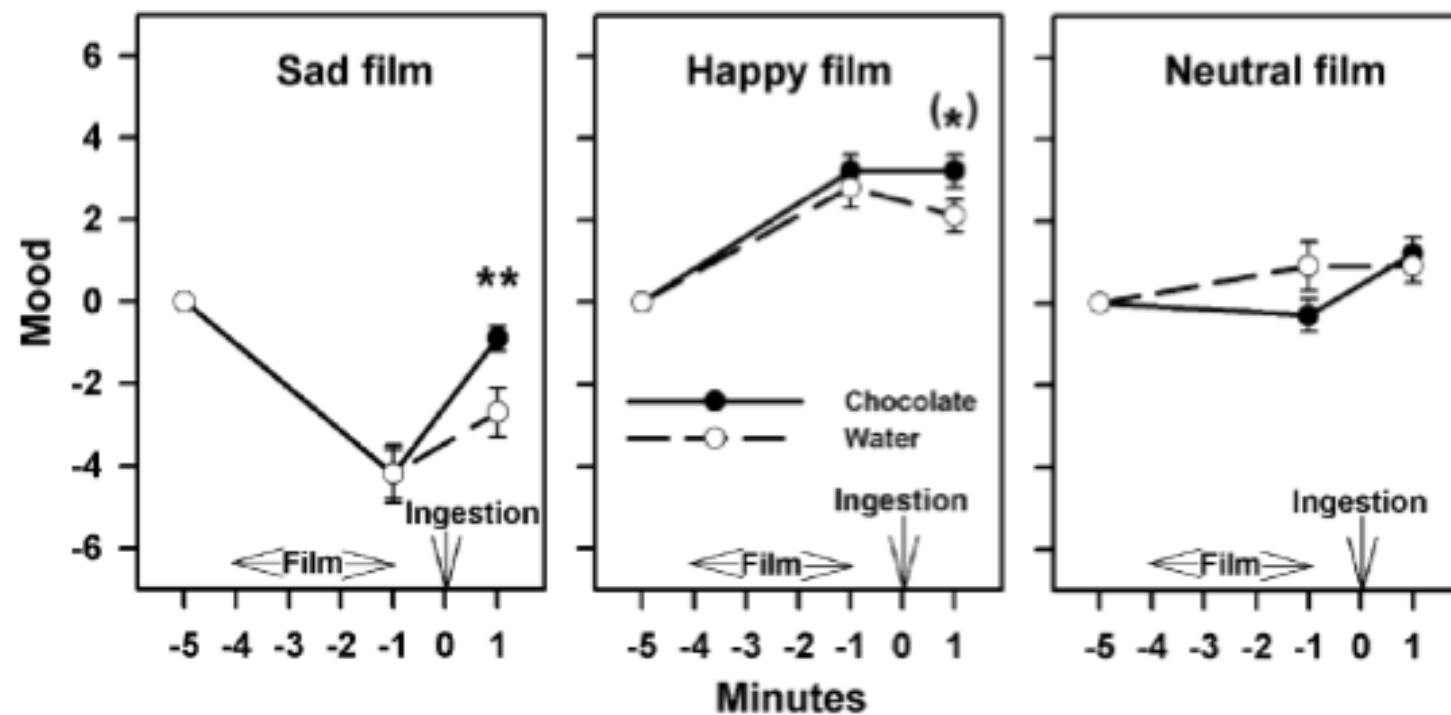 Sad film
Happy film
Neutral film
6
4
2
0
-2
-4
-6
Mood
**
(*)
Chocolate
Water
Ingestion
Ingestion
Ingestion
Film
Film
Film
-5 -4 -3 -2 -1 0 1
-5 -4 -3 -2 -1 0 1
-5 -4 -3 -2 -1 0 1
Minutes